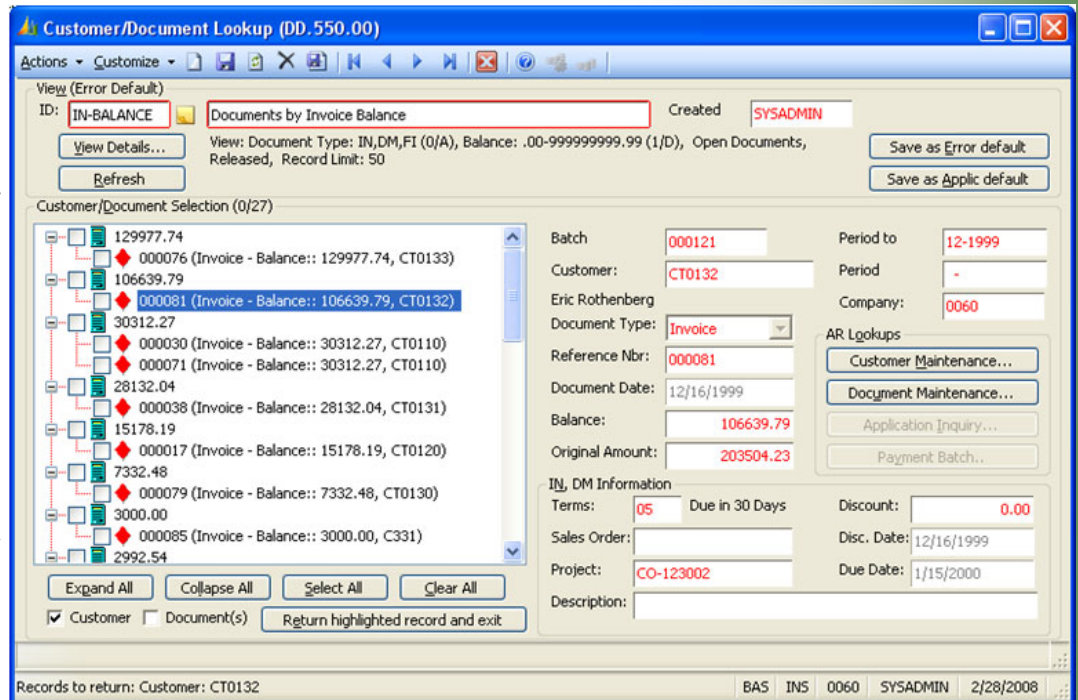 Customer/Document Lookup (DD.550.00)
Actions Customize
View (Error Default)
ID: IN-BALANCE Documents by Invoice Balance Created SYSADMIN
View Details... View: Document Type: IN,DM,FI (0/A), Balance: .00-999999999.99 (1/D), Open Documents, Released, Record Limit: 50 Save as Error default
Refresh Save as Applic default
Customer/Document Selection (0/27)
129977.74
000076 (Invoice - Balance:: 129977.74, CT0133)
106639.79
000081 (Invoice - Balance:: 106639.79, CT0132)
30312.27
000030 (Invoice - Balance:: 30312.27, CT0110)
000071 (Invoice - Balance:: 30312.27, CT0110)
28132.04
000038 (Invoice - Balance:: 28132.04, CT0131)
15178.19
000017 (Invoice - Balance:: 15178.19, CT0120)
7332.48
000079 (Invoice - Balance:: 7332.48, CT0130)
3000.00
000085 (Invoice - Balance:: 3000.00, C331)
2992.54
Expand All Collapse All Select All Clear All
Customer Document(s) Return highlighted record and exit
Batch 000121
Customer: CT0132
Eric Rothenberg
Document Type: Invoice
Reference Nbr: 000081
Document Date: 12/16/1999
Balance: 106639.79
Original Amount: 203504.23
Period to 12-1999
Period -
Company: 0060
AR Lookups
Customer Maintenance...
Document Maintenance...
Application Inquiry...
Payment Batch..
IN, DM Information
Terms: 05 Due in 30 Days Discount: 0.00
Sales Order: Disc. Date: 12/16/1999
Project: CO-123002 Due Date: 1/15/2000
Description:
Records to return: Customer: CT0132 BAS INS 0060 SYSADMIN 2/28/2008